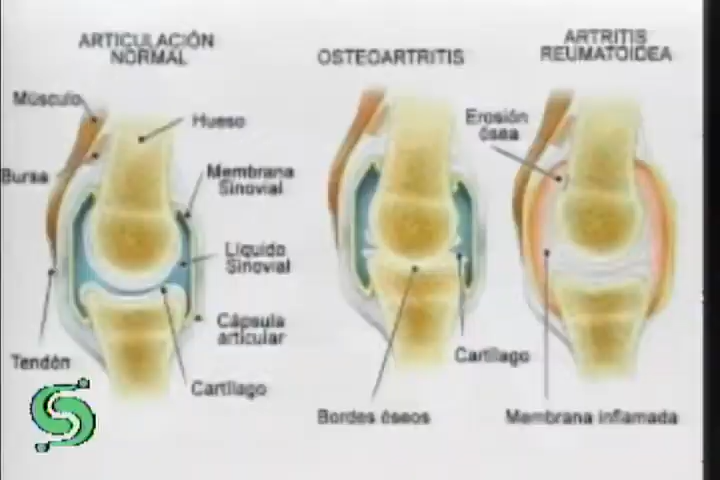 ARTICULACIÓN
NORMAL
Músculo
Hueso
Bursa
Membrana
Sinovial
Líquido
Sinovial
Cápsula
articular
Tendón
Cartílago
OSTEOARTRITIS
Cartílago
Bordes óseos
ARTRITIS
REUMATOIDEA
Erosión
ósea
Membrana inflamada